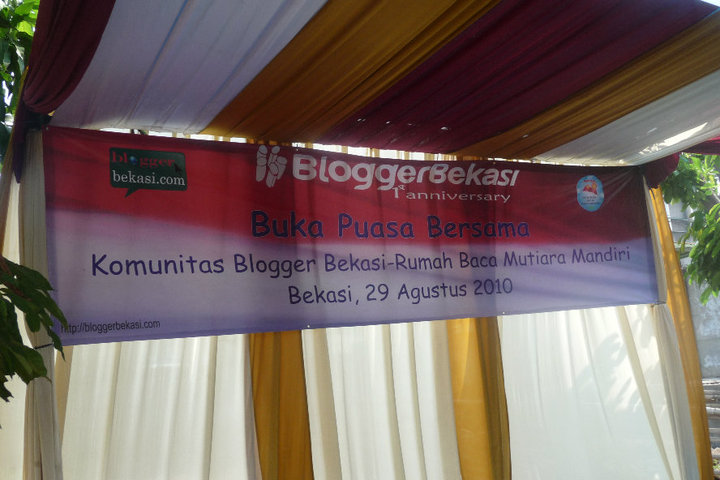 blogger
bekasi.com
BloggerBekasi
1st anniversary
Buka Puasa Bersama
Komunitas Blogger Bekasi-Rumah Baca Mutiara Mandiri
Bekasi, 29 Agustus 2010
http://bloggerbekasi.com